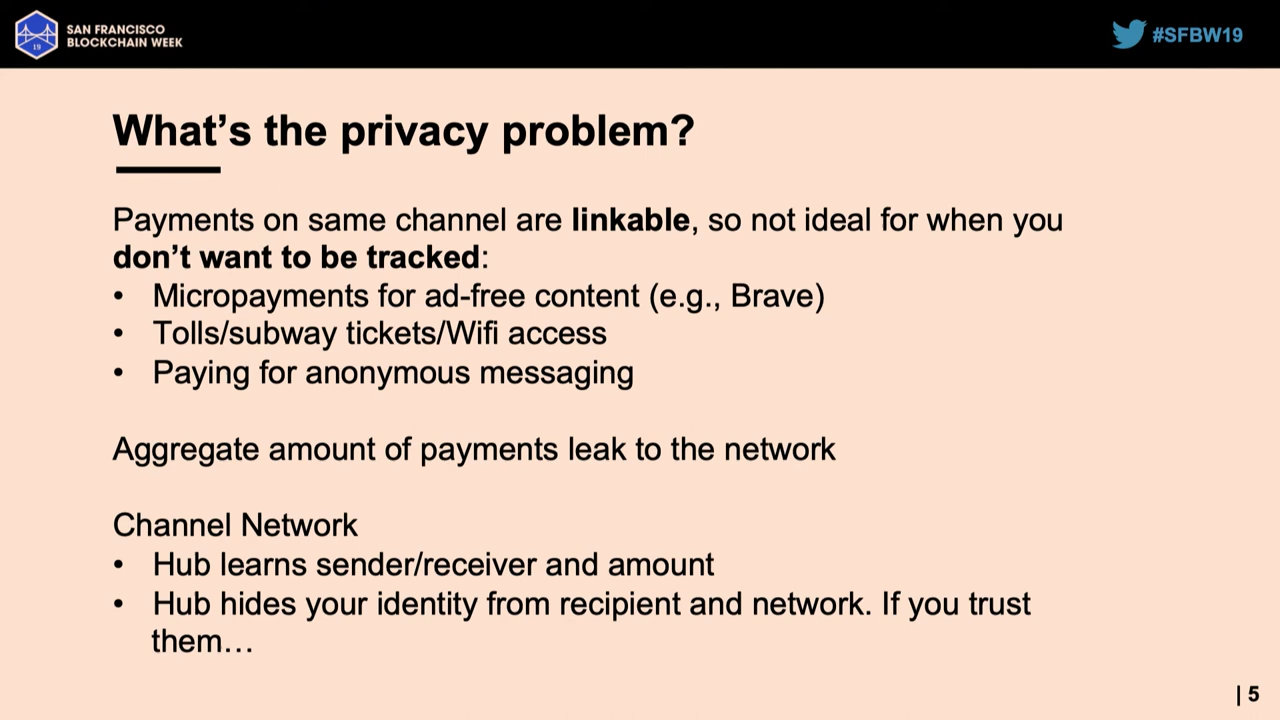 SAN FRANCISCO
BLOCKCHAIN WEEK
19
#SFBW19
What’s the privacy problem?
Payments on same channel are linkable, so not ideal for when you
don’t want to be tracked:
• Micropayments for ad-free content (e.g., Brave)
• Tolls/subway tickets/Wifi access
• Paying for anonymous messaging
Aggregate amount of payments leak to the network
Channel Network
• Hub learns sender/receiver and amount
• Hub hides your identity from recipient and network. If you trust
them…
| 5